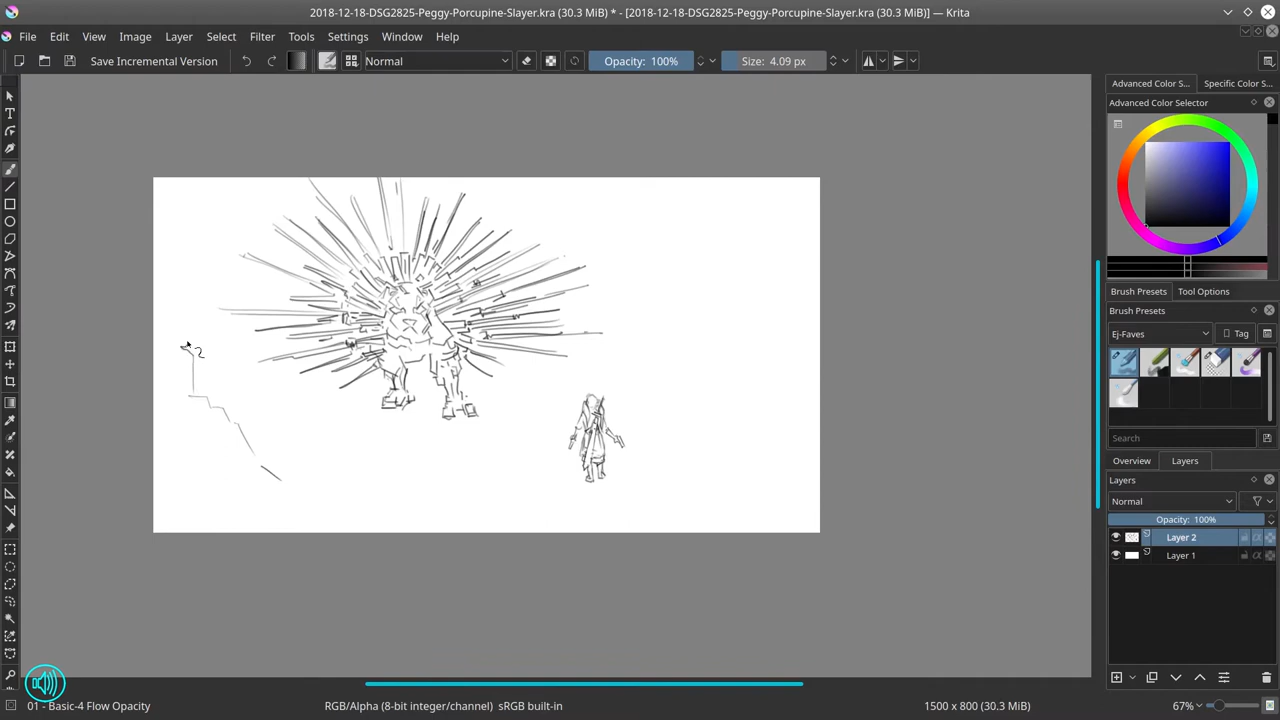 2018-12-18-DSG2825-Peggy-Porcupine-Slayer.kra (30.3 MiB) * - [2018-12-18-DSG2825-Peggy-Porcupine-Slayer.kra (30.3 MiB)] — Krita
File Edit View Image Layer Select Filter Tools Settings Window Help
Save Incremental Version Normal Opacity: 100% Size: 4.09 px
Advanced Color S... Specific Color S...
Advanced Color Selector
Brush Presets Tool Options
Brush Presets
Ej-Faves Tag
Search
Overview Layers
Layers
Normal
Opacity: 100%
Layer 2
Layer 1
01 - Basic-4 Flow Opacity RGB/Alpha (8-bit integer/channel) sRGB built-in 1500 x 800 (30.3 MiB) 67%